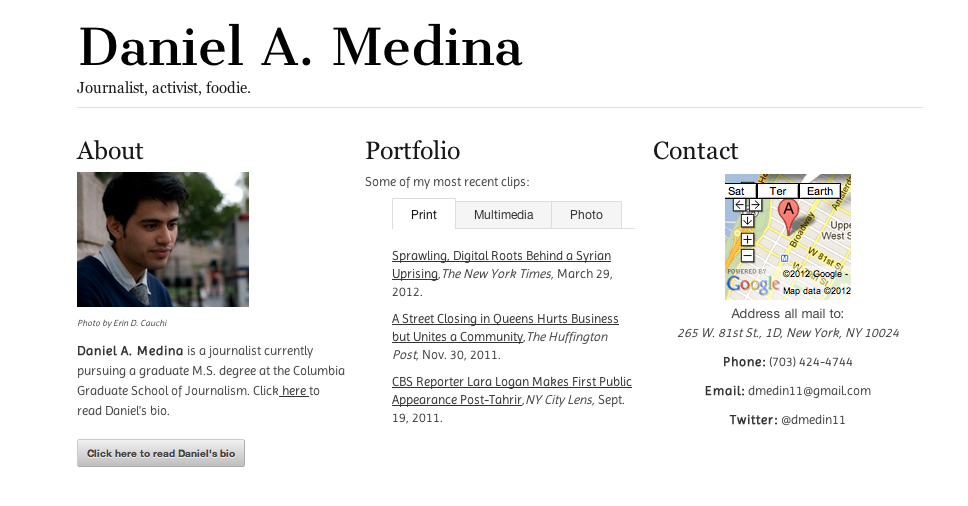 Daniel A. Medina
Journalist, activist, foodie.
About
Photo by Erin D. Cauchi
Daniel A. Medina is a journalist currently
pursuing a graduate M.S. degree at the Columbia
Graduate School of Journalism. Click here to
read Daniel's bio.
Click here to read Daniel's bio
Portfolio
Some of my most recent clips:
Print Multimedia Photo
Sprawling, Digital Roots Behind a Syrian
Uprising,The New York Times, March 29,
2012.
A Street Closing in Queens Hurts Business
but Unites a Community,The Huffington
Post, Nov. 30, 2011.
CBS Reporter Lara Logan Makes First Public
Appearance Post-Tahrir,NY City Lens, Sept.
19, 2011.
Contact
Sat Ter Earth
A
Broadway
Amsterd
Uppe
West S
W 81st St
W 8
POWERED BY
Google
©2012 Google -
Map data ©2012
Address all mail to:
265 W. 81st St., 1D, New York, NY 10024
Phone: (703) 424-4744
Email: dmedin11@gmail.com
Twitter: @dmedin11